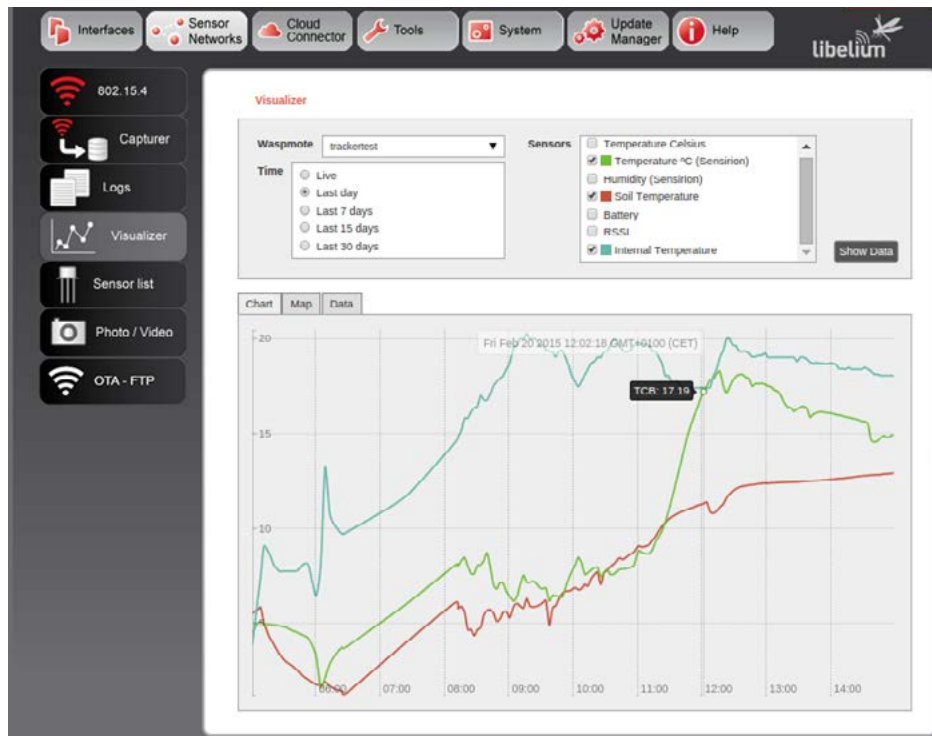 Interfaces
Sensor
Networks
Cloud
Connector
Tools
System
Update
Manager
Help
libelium
802.15.4
Capturer
Logs
Visualizer
Sensor list
Photo / Video
OTA - FTP
Visualizer
Waspmote trackertest
Time
Live
Last day
Last 7 days
Last 15 days
Last 30 days
Sensors
Temperature Celsius
Temperature ºC (Sensirion)
Humidity (Sensirion)
Soil Temperature
Battery
RSSI
Internal Temperature
Show Data
Chart Map Data
Fri Feb 20 2015 12:02:18 GMT+0100 (CET)
TCB: 17.19
20
15
10
5
06:00 07:00 08:00 09:00 10:00 11:00 12:00 13:00 14:00